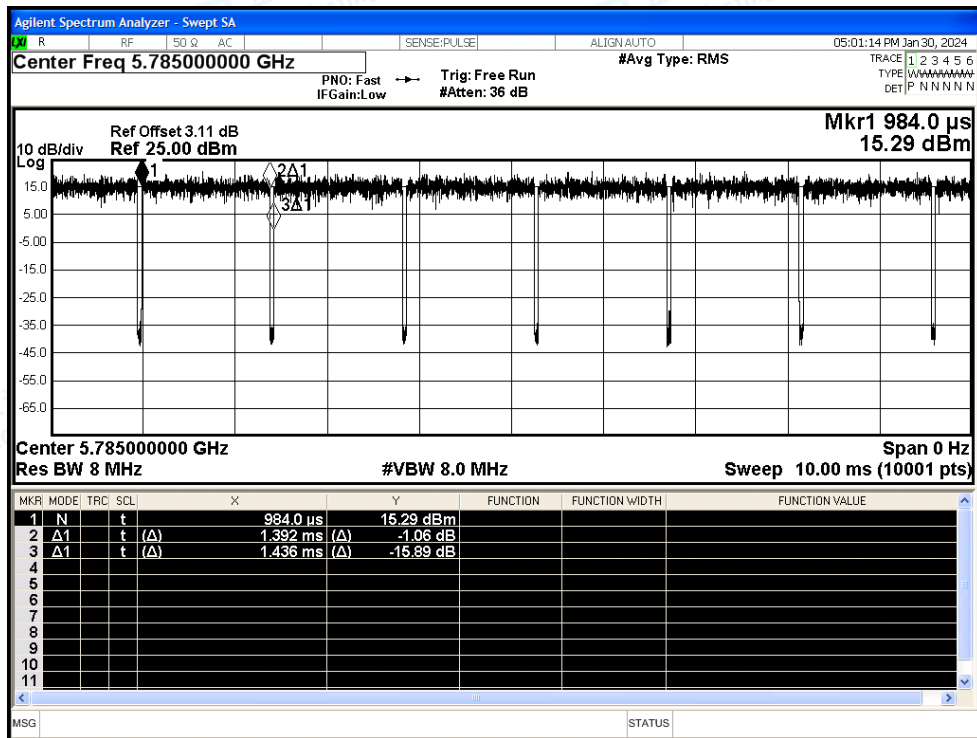 Agilent Spectrum Analyzer - Swept SA
LXI R RF 50 Ω AC SENSE:PULSE ALIGN AUTO 05:01:14 PM Jan 30, 2024
Center Freq 5.785000000 GHz
#Avg Type: RMS
TRACE 1 2 3 4 5 6
PNO: Fast
Trig: Free Run
TYPE WWWWWW
IFGain:Low
#Atten: 36 dB
DET P N N N N N
Mkr1 984.0 µs
Ref Offset 3.11 dB
10 dB/div Ref 25.00 dBm 15.29 dBm
Log
1 2Δ1
15.0
3Δ1
5.00
-5.00
-15.0
-25.0
-35.0
-45.0
-55.0
-65.0
Center 5.785000000 GHz Span 0 Hz
Res BW 8 MHz #VBW 8.0 MHz Sweep 10.00 ms (10001 pts)
MKR MODE TRC SCL X Y FUNCTION FUNCTION WIDTH FUNCTION VALUE
1 N t 984.0 µs 15.29 dBm
2 Δ1 t (Δ) 1.392 ms (Δ) -1.06 dB
3 Δ1 t (Δ) 1.436 ms (Δ) -15.89 dB
4
5
6
7
8
9
10
11
MSG STATUS